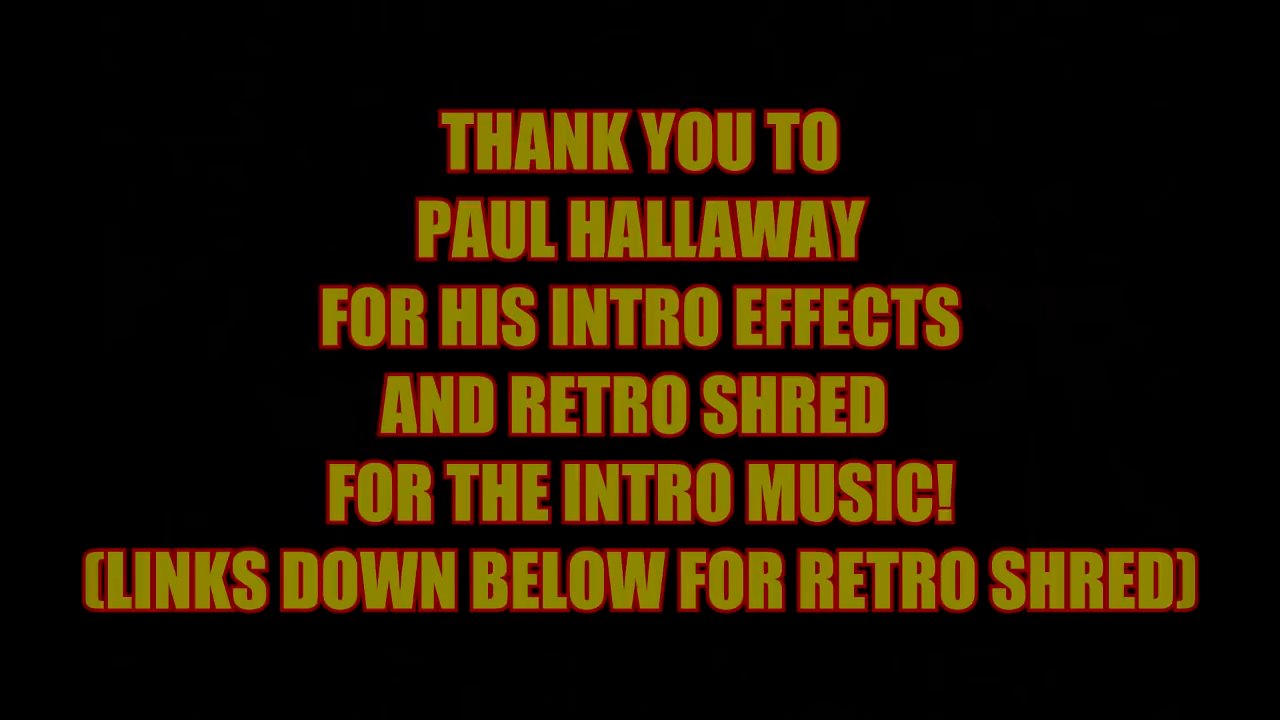 THANK YOU TO
PAUL HALLAWAY
FOR HIS INTRO EFFECTS
AND RETRO SHRED
FOR THE INTRO MUSIC!
(LINKS DOWN BELOW FOR RETRO SHRED)